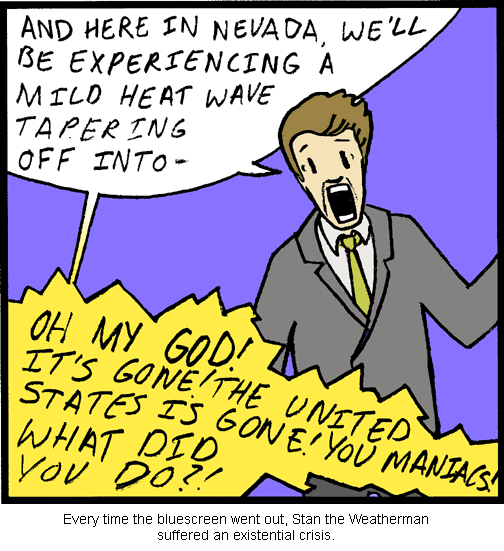 AND HERE IN NEVADA, WE'LL
BE EXPERIENCING A
MILD HEAT WAVE
TAPERING
OFF INTO-
OH MY GOD!
IT'S GONE! THE UNITED
STATES IS GONE! YOU MANIACS!
WHAT DID
YOU DO?!
Every time the bluescreen went out, Stan the Weatherman
suffered an existential crisis.